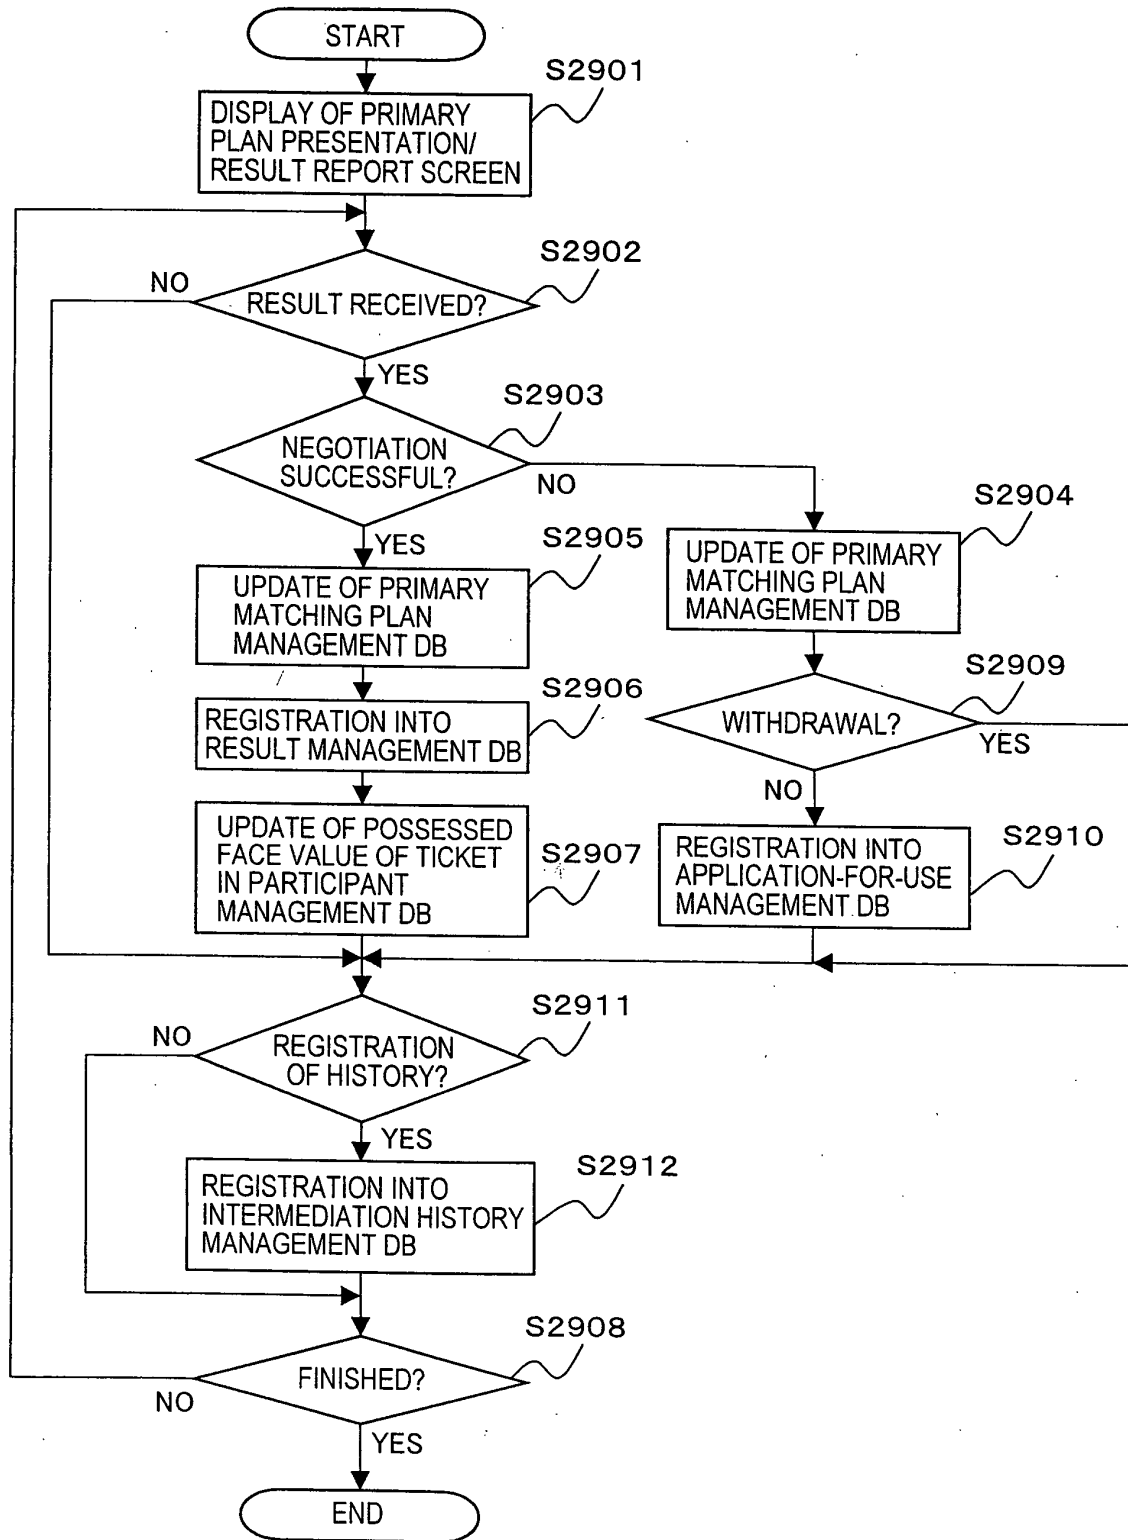 START
S2901
DISPLAY OF PRIMARY
PLAN PRESENTATION/
RESULT REPORT SCREEN
S2902
NO
RESULT RECEIVED?
YES
S2903
NEGOTIATION
SUCCESSFUL?
NO
YES
S2904
UPDATE OF PRIMARY
MATCHING PLAN
MANAGEMENT DB
S2905
UPDATE OF PRIMARY
MATCHING PLAN
MANAGEMENT DB
S2906
REGISTRATION INTO
RESULT MANAGEMENT DB
S2909
WITHDRAWAL?
YES
NO
S2907
UPDATE OF POSSESSED
FACE VALUE OF TICKET
IN PARTICIPANT
MANAGEMENT DB
S2910
REGISTRATION INTO
APPLICATION-FOR-USE
MANAGEMENT DB
S2911
NO
REGISTRATION
OF HISTORY?
YES
S2912
REGISTRATION INTO
INTERMEDIATION HISTORY
MANAGEMENT DB
S2908
FINISHED?
NO
YES
END